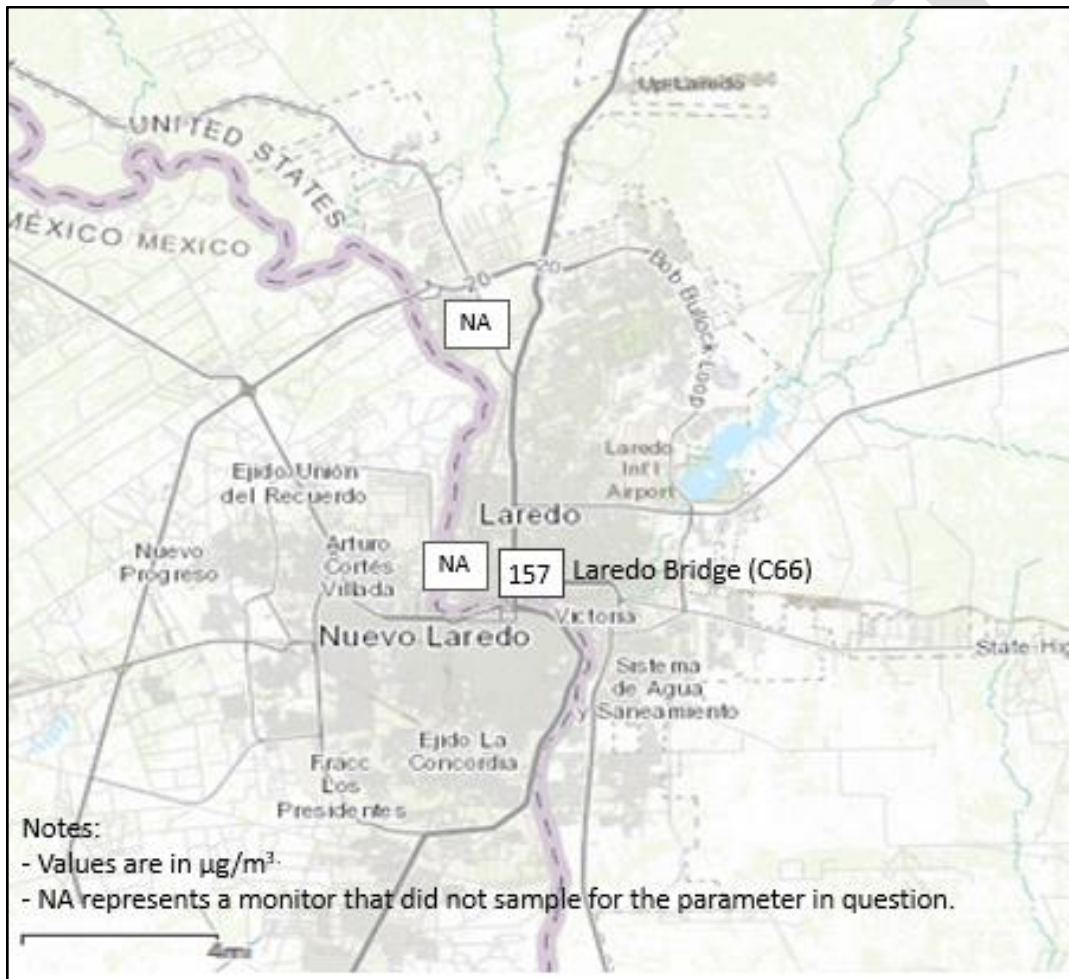 Up-Laredo
UNITED STATES
MÉXICO MEXICO
20
20
Bob Bullock Loop
NA
Laredo
Int'l
Airport
Ejido Unión
del Recuerdo
Laredo
Nuevo
Progreso
Arturo
Cortés
Villada
NA
157
Laredo Bridge (C66)
Victoria
Nuevo Laredo
State Hig
Sistema
de Agua
y Saneamiento
Ejido La
Concordia
Fracc
Los
Presidentes
Notes:
- Values are in µg/m³.
- NA represents a monitor that did not sample for the parameter in question.
4mi